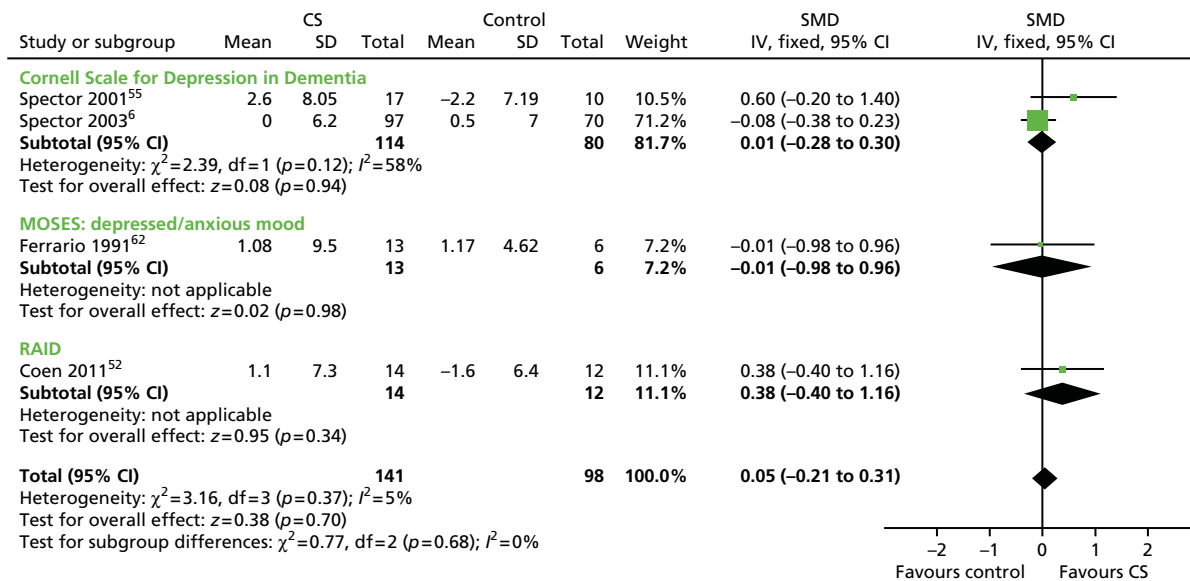 CS Control SMD SMD
Study or subgroup Mean SD Total Mean SD Total Weight IV, fixed, 95% CI IV, fixed, 95% CI
Cornell Scale for Depression in Dementia
Spector 2001⁵⁵ 2.6 8.05 17 −2.2 7.19 10 10.5% 0.60 (−0.20 to 1.40)
Spector 2003⁶ 0 6.2 97 0.5 7 70 71.2% −0.08 (−0.38 to 0.23)
Subtotal (95% CI) 114 80 81.7% 0.01 (−0.28 to 0.30)
Heterogeneity: χ²=2.39, df=1 (p=0.12); I²=58%
Test for overall effect: z=0.08 (p=0.94)
MOSES: depressed/anxious mood
Ferrario 1991⁶² 1.08 9.5 13 1.17 4.62 6 7.2% −0.01 (−0.98 to 0.96)
Subtotal (95% CI) 13 6 7.2% −0.01 (−0.98 to 0.96)
Heterogeneity: not applicable
Test for overall effect: z=0.02 (p=0.98)
RAID
Coen 2011⁵² 1.1 7.3 14 −1.6 6.4 12 11.1% 0.38 (−0.40 to 1.16)
Subtotal (95% CI) 14 12 11.1% 0.38 (−0.40 to 1.16)
Heterogeneity: not applicable
Test for overall effect: z=0.95 (p=0.34)
Total (95% CI) 141 98 100.0% 0.05 (−0.21 to 0.31)
Heterogeneity: χ²=3.16, df=3 (p=0.37); I²=5%
Test for overall effect: z=0.38 (p=0.70)
Test for subgroup differences: χ²=0.77, df=2 (p=0.68); I²=0%
−2 −1 0 1 2
Favours control Favours CS